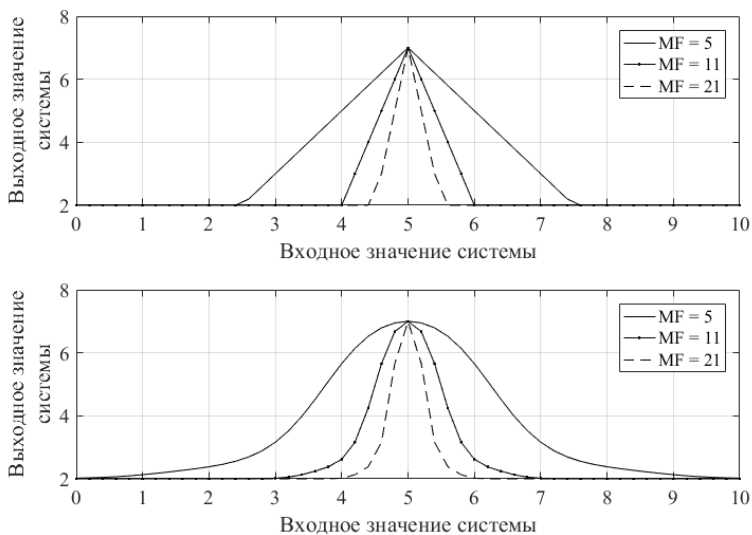 8
6
4
2
0 1 2 3 4 5 6 7 8 9 10
Выходное значение
системы
Входное значение системы
MF = 5
MF = 11
MF = 21
8
6
4
2
0 1 2 3 4 5 6 7 8 9 10
Выходное значение
системы
Входное значение системы
MF = 5
MF = 11
MF = 21